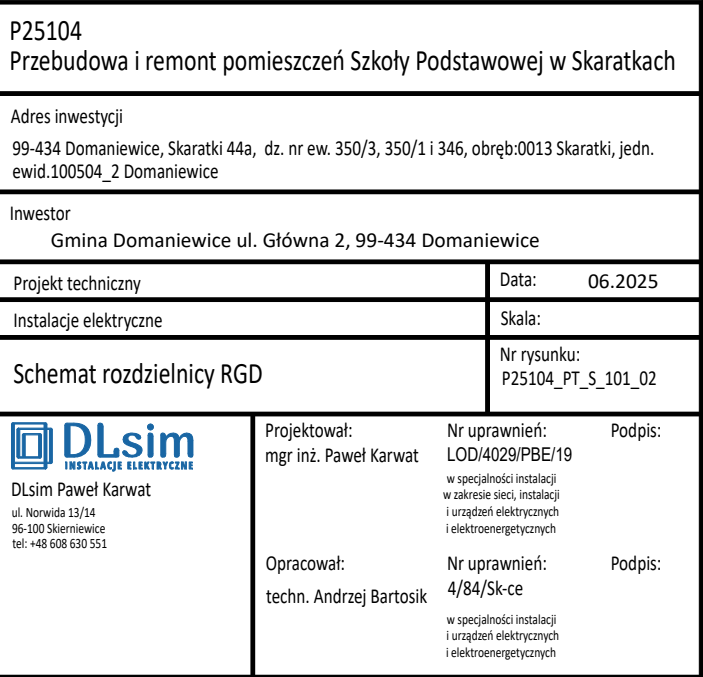 P25104
Przebudowa i remont pomieszczeń Szkoły Podstawowej w Skaratkach
Adres inwestycji
99-434 Domaniewice, Skaratki 44a, dz. nr ew. 350/3, 350/1 i 346, obręb:0013 Skaratki, jedn.
ewid.100504_2 Domaniewice
Inwestor
Gmina Domaniewice ul. Główna 2, 99-434 Domaniewice
Projekt techniczny
Data: 06.2025
Instalacje elektryczne
Skala:
Schemat rozdzielnicy RGD
Nr rysunku:
P25104_PT_S_101_02
DLsim
INSTALACJE ELEKTRYCZNE
DLsim Paweł Karwat
ul. Norwida 13/14
96-100 Skierniewice
tel: +48 608 630 551
Projektował: Nr uprawnień: Podpis:
mgr inż. Paweł Karwat LOD/4029/PBE/19
w specjalności instalacji
w zakresie sieci, instalacji
i urządzeń elektrycznych
i elektroenergetycznych
Opracował: Nr uprawnień: Podpis:
techn. Andrzej Bartosik 4/84/Sk-ce
w specjalności instalacji
i urządzeń elektrycznych
i elektroenergetycznych